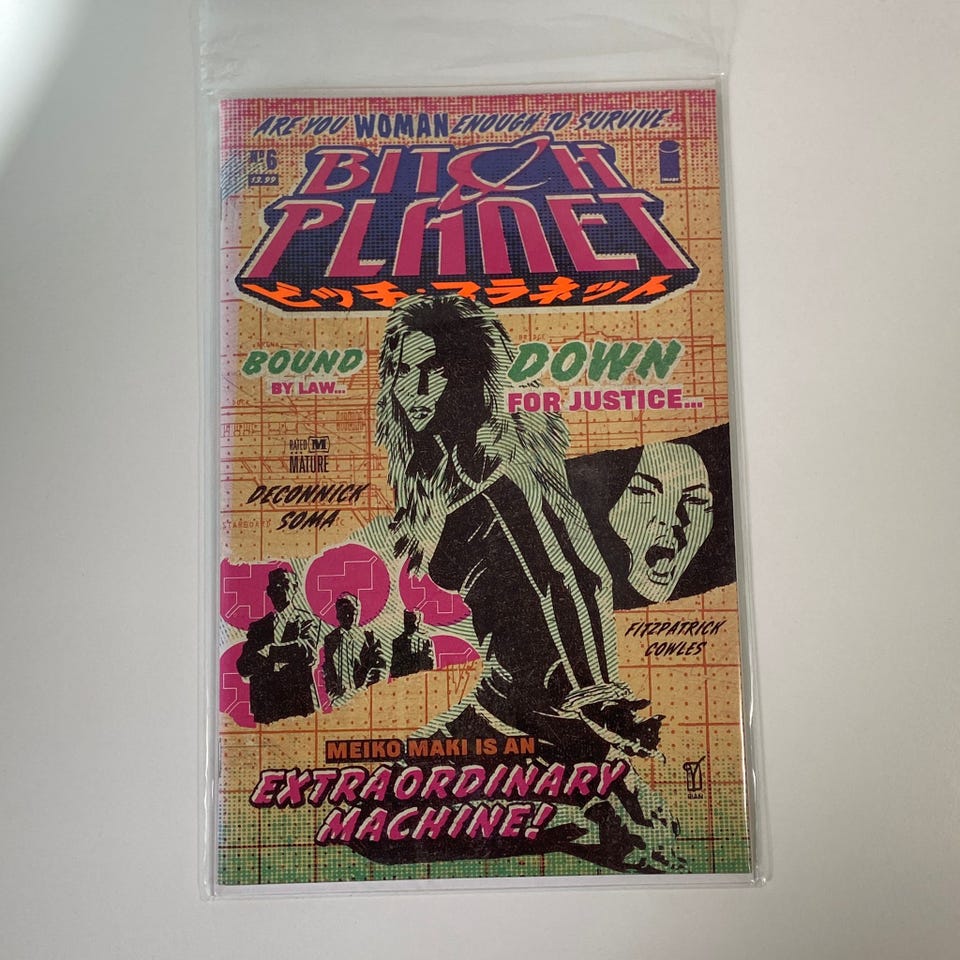 ARE YOU WOMAN ENOUGH TO SURVIVE
Nº6
$3.99
image
BITCH
PLANET
ビッチ・プラネット
BOUND
BY LAW...
DOWN
FOR JUSTICE...
RATED M
MATURE
DECONNICK
SOMA
FITZPATRICK
COWLES
MEIKO MAKI IS AN
EXTRAORDINARY
MACHINE!